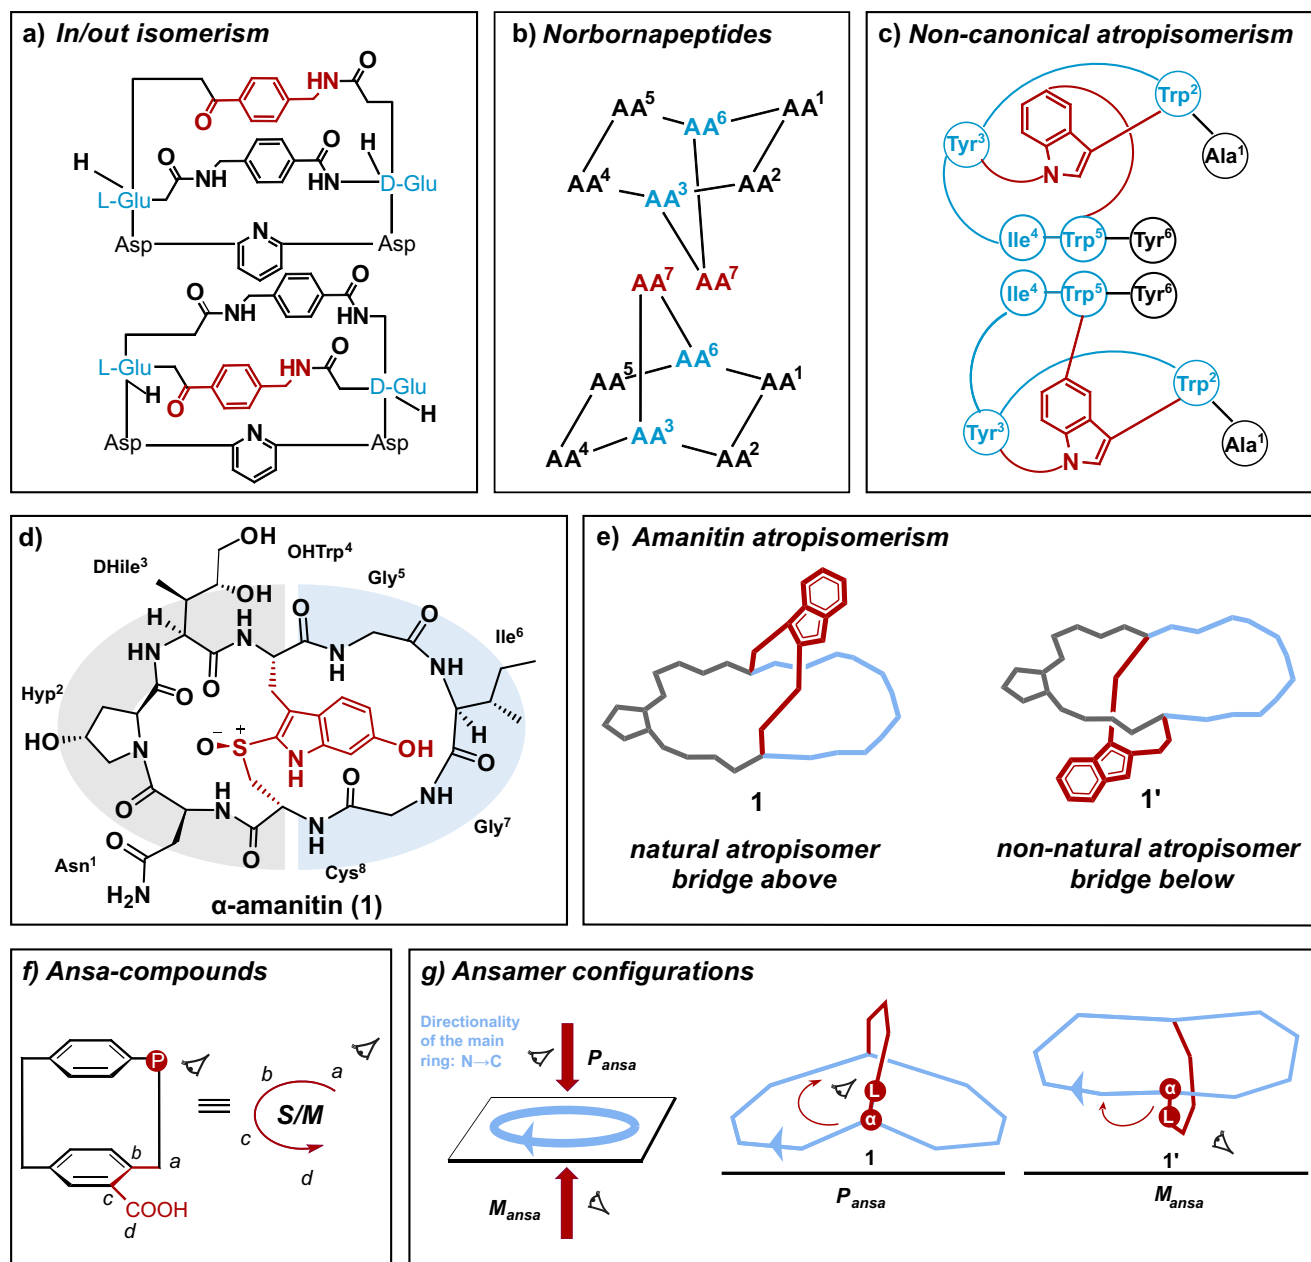 a) In/out isomerism
O
HN
O
H
O
O
H
N
H
HN
L-Glu
D-Glu
Asp
N
Asp
O
O
N
H
N
H
L-Glu
O
HN
O
D-Glu
H
H
Asp
N
Asp
b) Norbornapeptides
AA5
AA6
AA1
AA4
AA3
AA2
AA7
AA7
AA6
AA5
AA1
AA4
AA3
AA2
c) Non-canonical atropisomerism
Trp2
Tyr3
Ala1
N
Ile4
Trp5
Tyr6
Ile4
Trp5
Tyr6
Trp2
Tyr3
Ala1
N
d)
OH
OHTrp4
DHile3
OH
Gly5
H
H
N
O
O
HN
O
O
N
H
NH
Ile6
Hyp2
O
HO
N
O
− +
S
N
H
OH
H
O
O
N
H
O
N
H
O
NH
Gly7
Asn1
O
H2N
Cys8
α-amanitin (1)
e) Amanitin atropisomerism
1
1'
natural atropisomer
bridge above
non-natural atropisomer
bridge below
f) Ansa-compounds
P
b
a
S/M
c
d
b
a
c
COOH
d
g) Ansamer configurations
Directionality
of the main
ring: N→C
Pansa
Mansa
L
α
1
Pansa
α
L
1'
Mansa